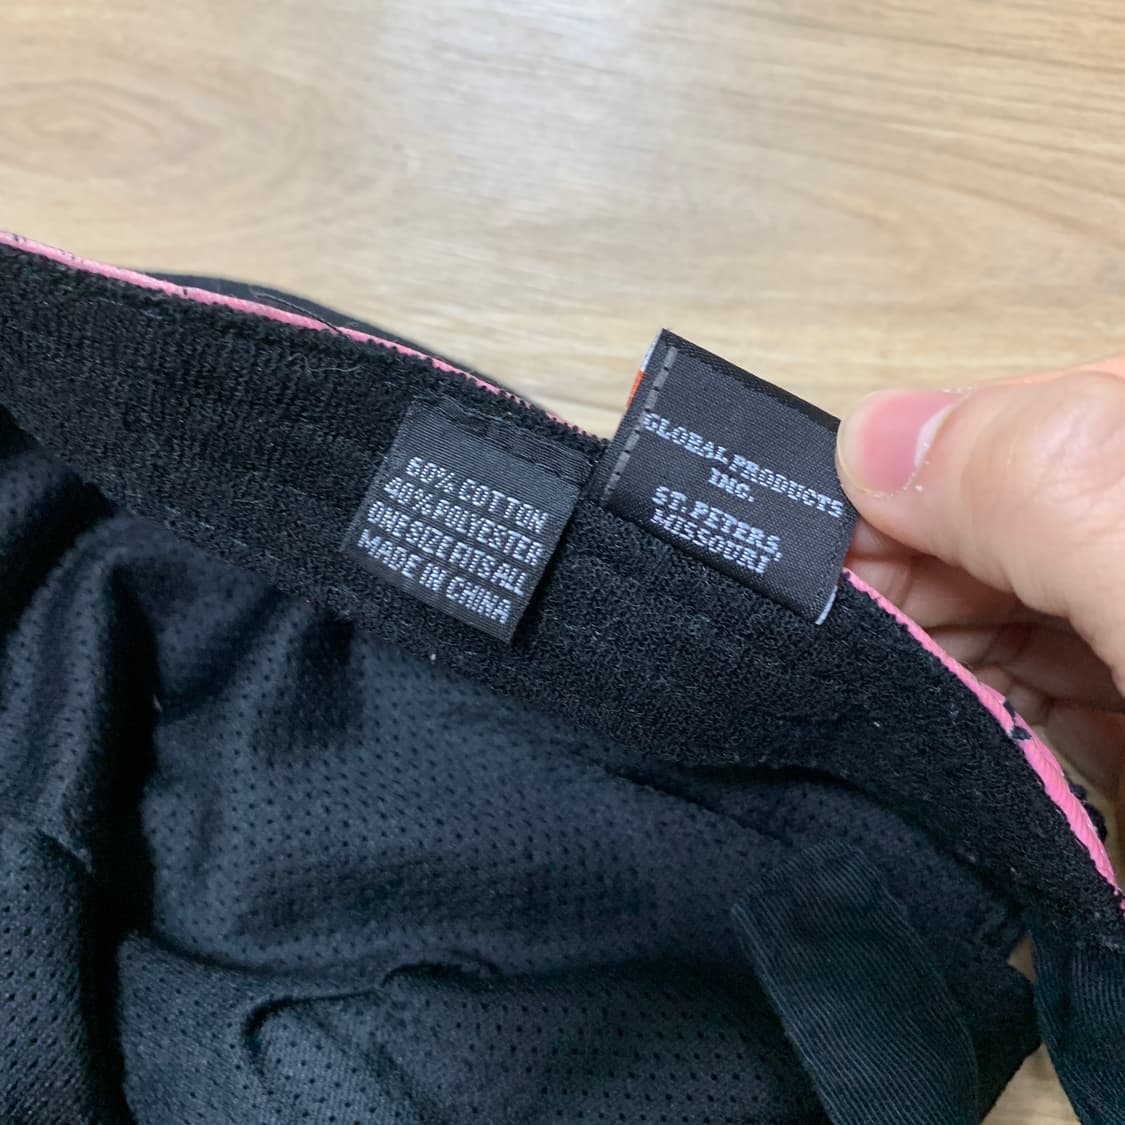 60% COTTON
40% POLYESTER
ONE SIZE FITS ALL
MADE IN CHINA
GLOBAL PRODUCTS
INC.
ST. PETERS,
MISSOURI